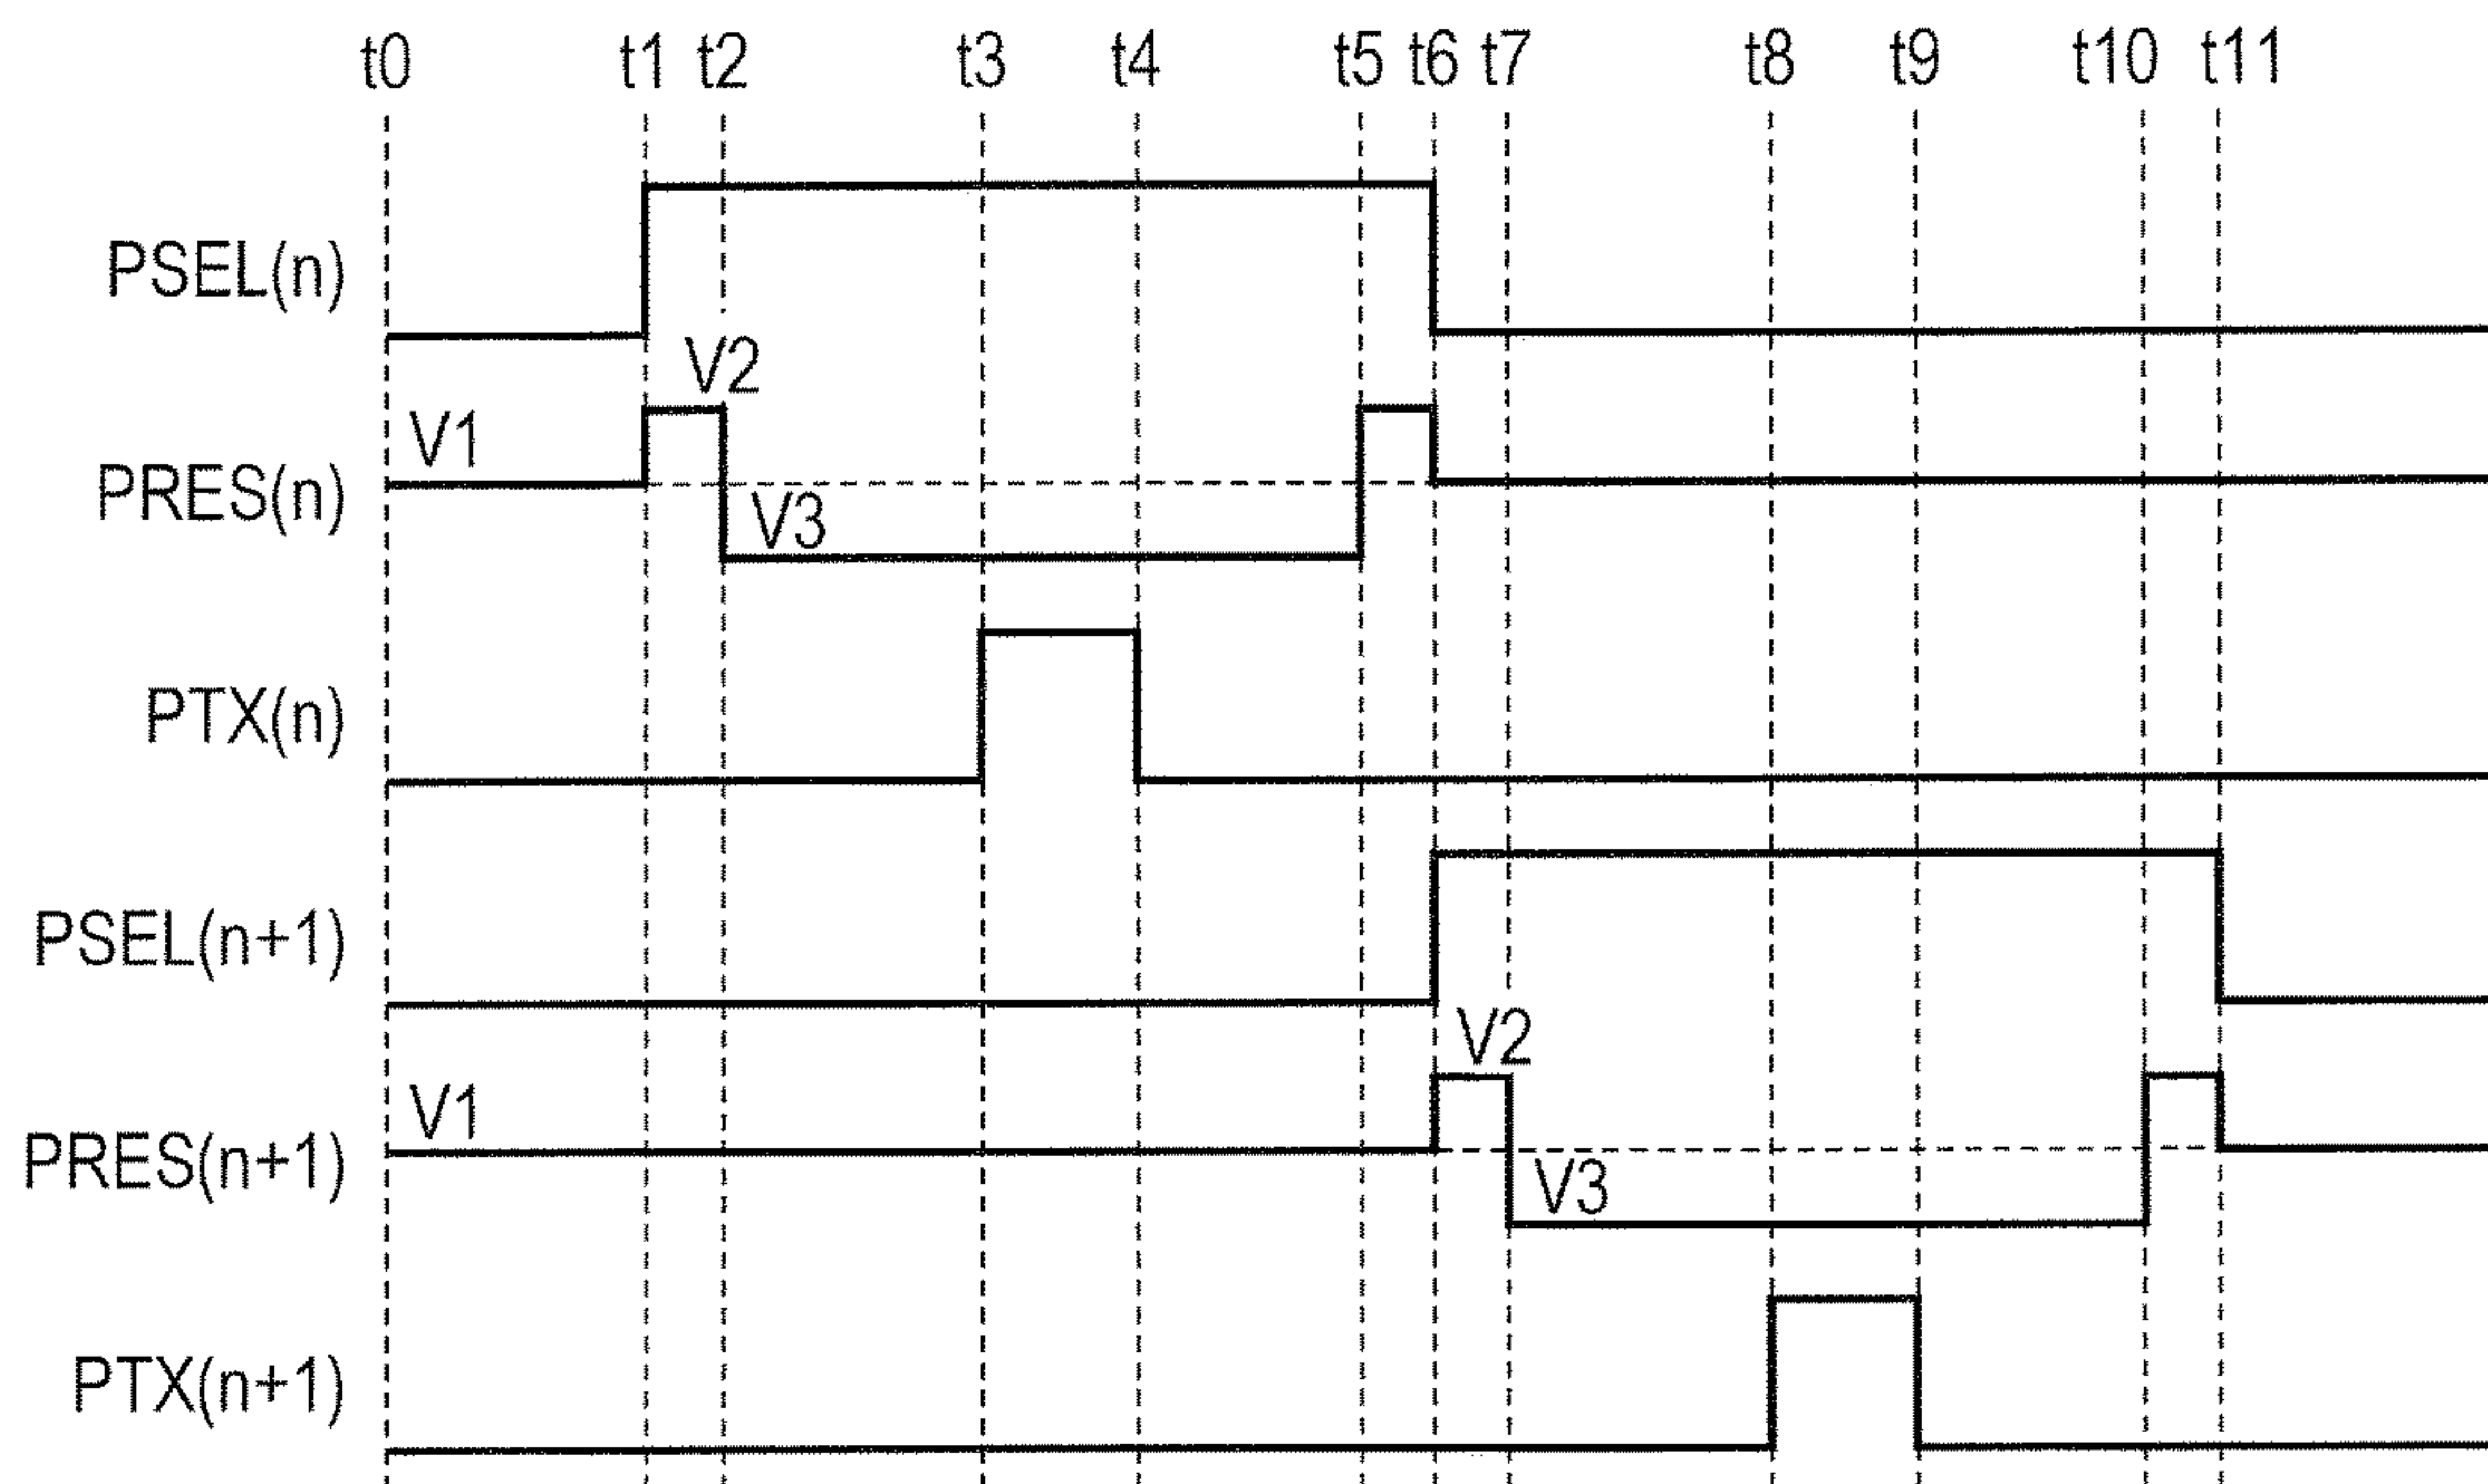 t0 t1 t2 t3 t4 t5 t6 t7 t8 t9 t10 t11
PSEL(n)
V2
V1
PRES(n)
V3
PTX(n)
PSEL(n+1)
V2
V1
PRES(n+1)
V3
PTX(n+1)